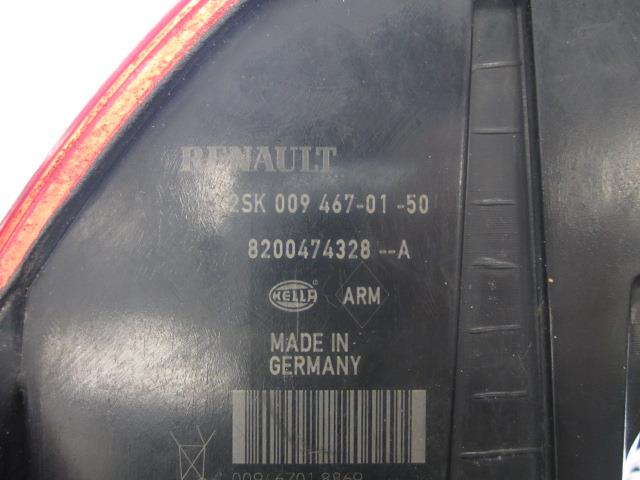 RENAULT
2SK 009 467-01 -50
8200474328 --A
HELLA ARM
MADE IN
GERMANY